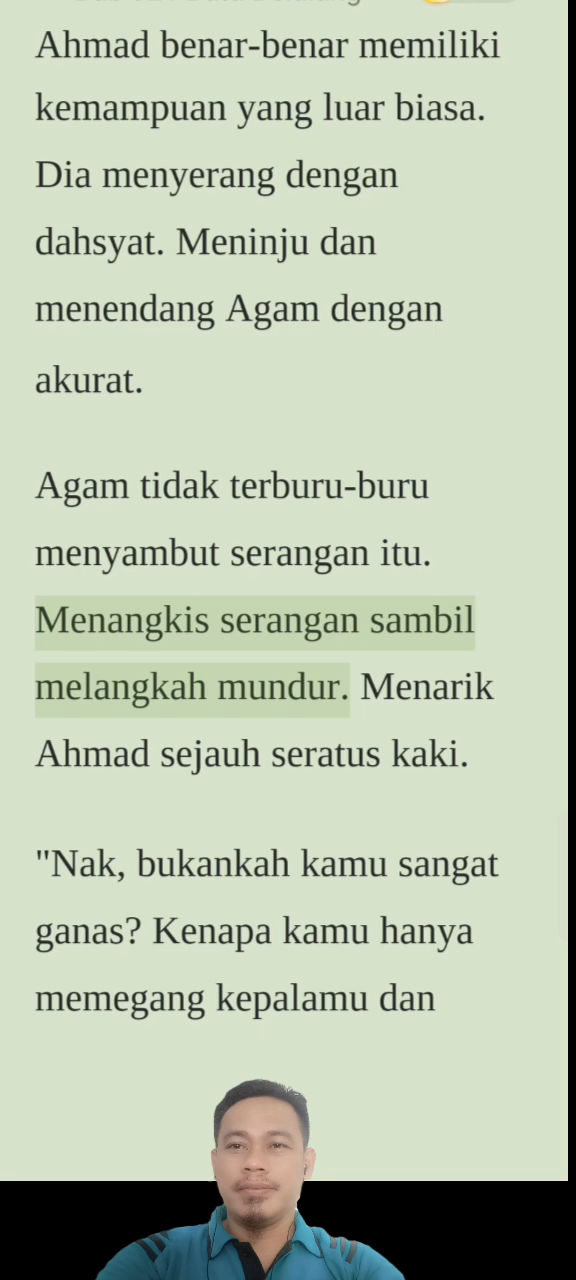 Ahmad benar-benar memiliki
kemampuan yang luar biasa.
Dia menyerang dengan
dahsyat. Meninju dan
menendang Agam dengan
akurat.
Agam tidak terburu-buru
menyambut serangan itu.
Menangkis serangan sambil
melangkah mundur. Menarik
Ahmad sejauh seratus kaki.
"Nak, bukankah kamu sangat
ganas? Kenapa kamu hanya
memegang kepalamu dan